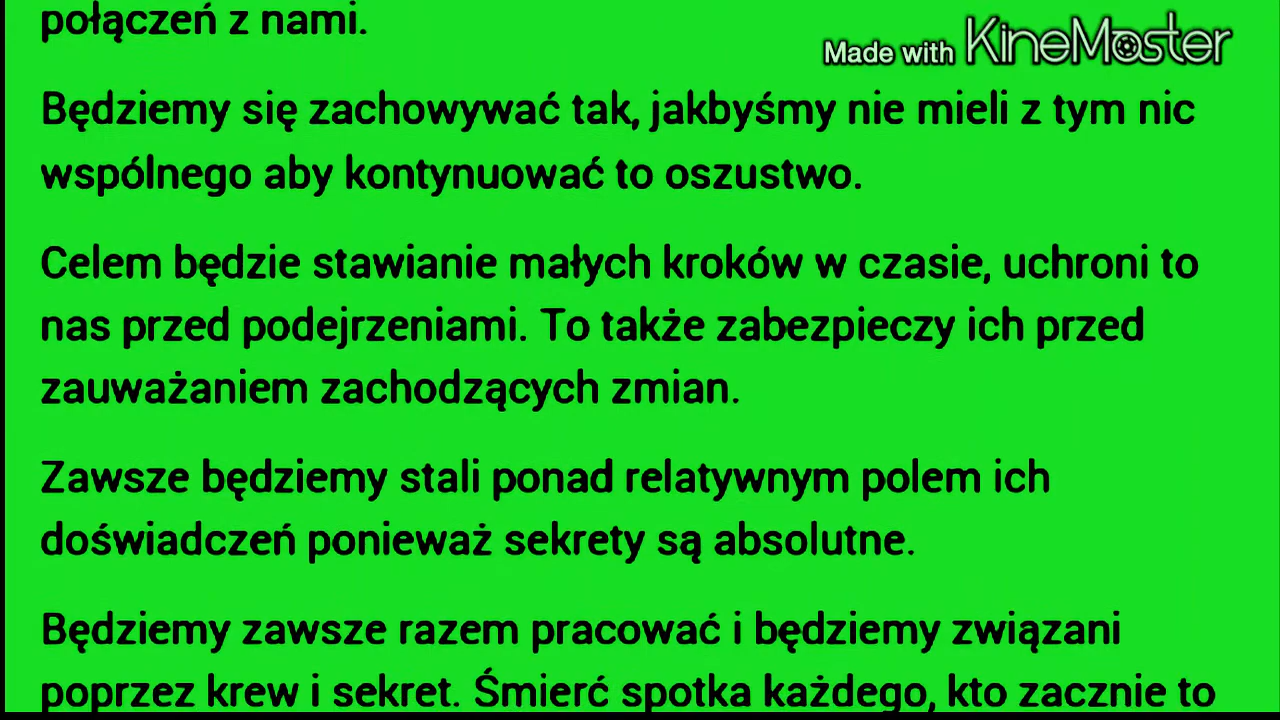 połączeń z nami.
Made with KineMaster
Będziemy się zachowywać tak, jakbyśmy nie mieli z tym nic
wspólnego aby kontynuować to oszustwo.
Celem będzie stawianie małych kroków w czasie, uchroni to
nas przed podejrzeniami. To także zabezpieczy ich przed
zauważaniem zachodzących zmian.
Zawsze będziemy stali ponad relatywnym polem ich
doświadczeń ponieważ sekrety są absolutne.
Będziemy zawsze razem pracować i będziemy związani
poprzez krew i sekret. Śmierć spotka każdego, kto zacznie to